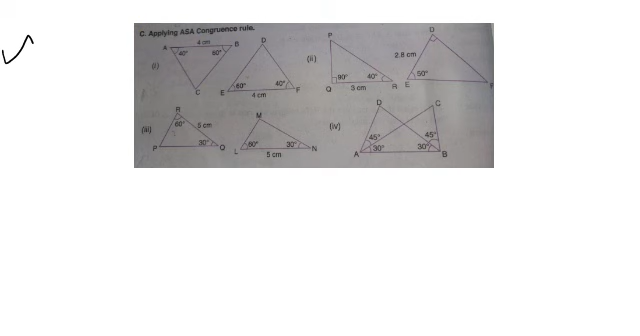 C. Applying ASA Congruence rule.
A 4 cm B D
40° 60°
(i)
C E 60° 40° F
4 cm
P D
(ii) 2.8 cm
90° 40° 50°
Q 3 cm R E
R M
(iii) 60° 5 cm
P 30° Q L 60° 30° N
5 cm
D C
(iv)
45° 45°
A 30° 30° B